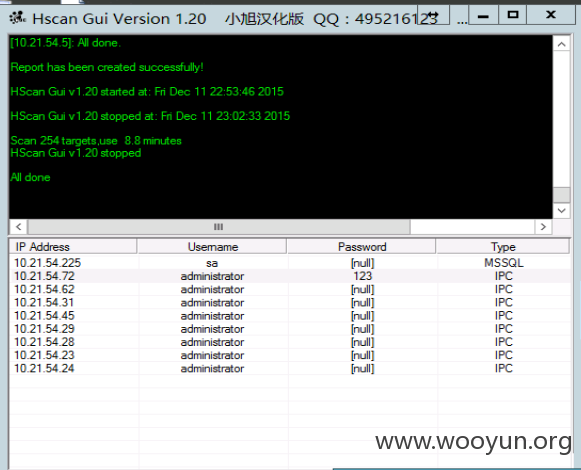 Hscan Gui Version 1.20 小旭汉化版 QQ：495216123 ...
[10.21.54.5]: All done.
Report has been created successfully!
HScan Gui v1.20 started at: Fri Dec 11 22:53:46 2015
HScan Gui v1.20 stopped at: Fri Dec 11 23:02:33 2015
Scan 254 targets,use 8.8 minutes
HScan Gui v1.20 stopped
All done
IP Address Username Password Type
10.21.54.225 sa [null] MSSQL
10.21.54.72 administrator 123 IPC
10.21.54.62 administrator [null] IPC
10.21.54.31 administrator [null] IPC
10.21.54.45 administrator [null] IPC
10.21.54.29 administrator [null] IPC
10.21.54.28 administrator [null] IPC
10.21.54.23 administrator [null] IPC
10.21.54.24 administrator [null] IPC
www.wooyun.org